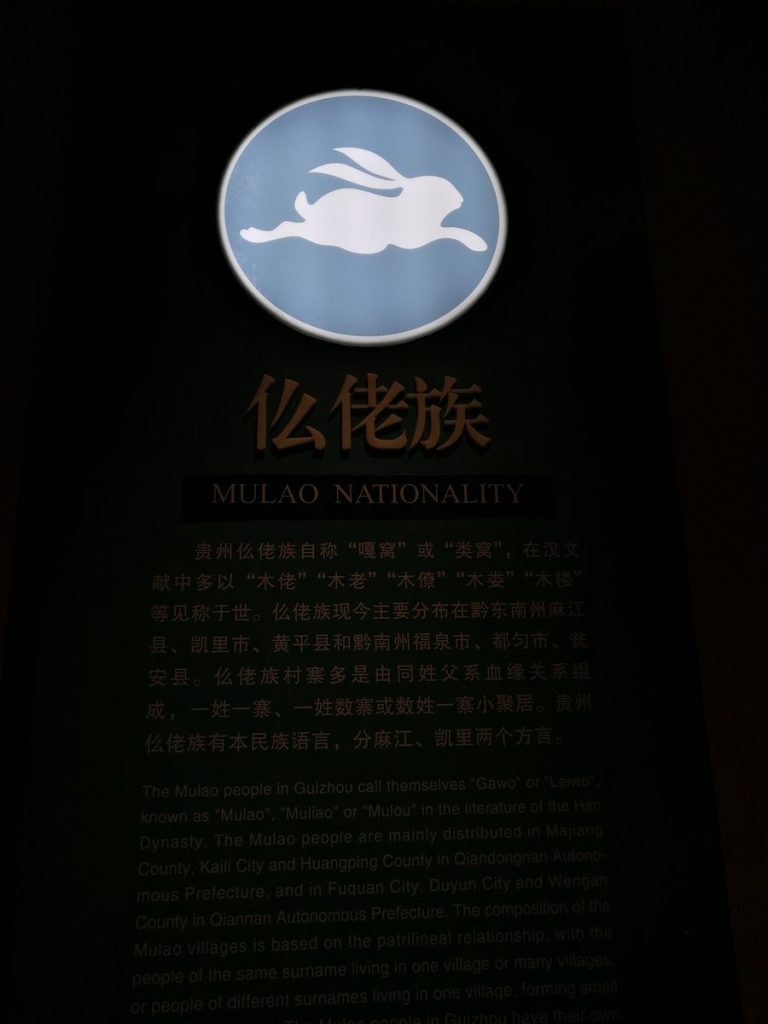 仫佬族
MULAO NATIONALITY
贵州仫佬族自称“嘎窝”或“类窝”，在汉文
献中多以“木佬”“木老”“木僚”“木娄”“木楼”
等见称于世。仫佬族现今主要分布在黔东南州麻江
县、凯里市、黄平县和黔南州福泉市、都匀市、瓮
安县。仫佬族村寨多是由同姓父系血缘关系组
成，一姓一寨、一姓数寨或数姓一寨小聚居。贵州
仫佬族有本民族语言，分麻江、凯里两个方言。
The Mulao people in Guizhou call themselves "Gawo" or "Leiwo",
known as "Mulao", "Muliao" or "Mulou" in the literature of the Han
Dynasty. The Mulao people are mainly distributed in Majiang
County, Kaili City and Huangping County in Qiandongnan Autono-
mous Prefecture, and in Fuquan City, Duyun City and Wengan
County in Qiannan Autonomous Prefecture. The composition of the
Mulao villages is based on the patrilineal relationship, with the
people of the same surname living in one village or many villages,
or people of different surnames living in one village, forming small
The Mulao people in Guizhou have their own